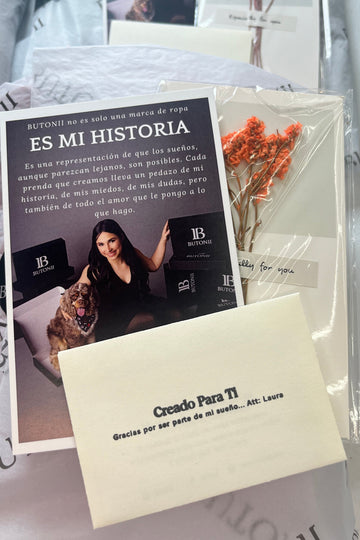 BUTONII no es solo una marca de ropa
ES MI HISTORIA
Es una representación de que los sueños,
aunque parezcan lejanos, son posibles. Cada
prenda que creamos lleva un pedazo de mi
historia, de mis miedos, de mis dudas, pero
también de todo el amor que le pongo a lo
que hago.
B
BUTONII
B
BUTONII
BUTONII
for you
Creado Para Ti
Gracias por ser parte de mi sueño... Att: Laura